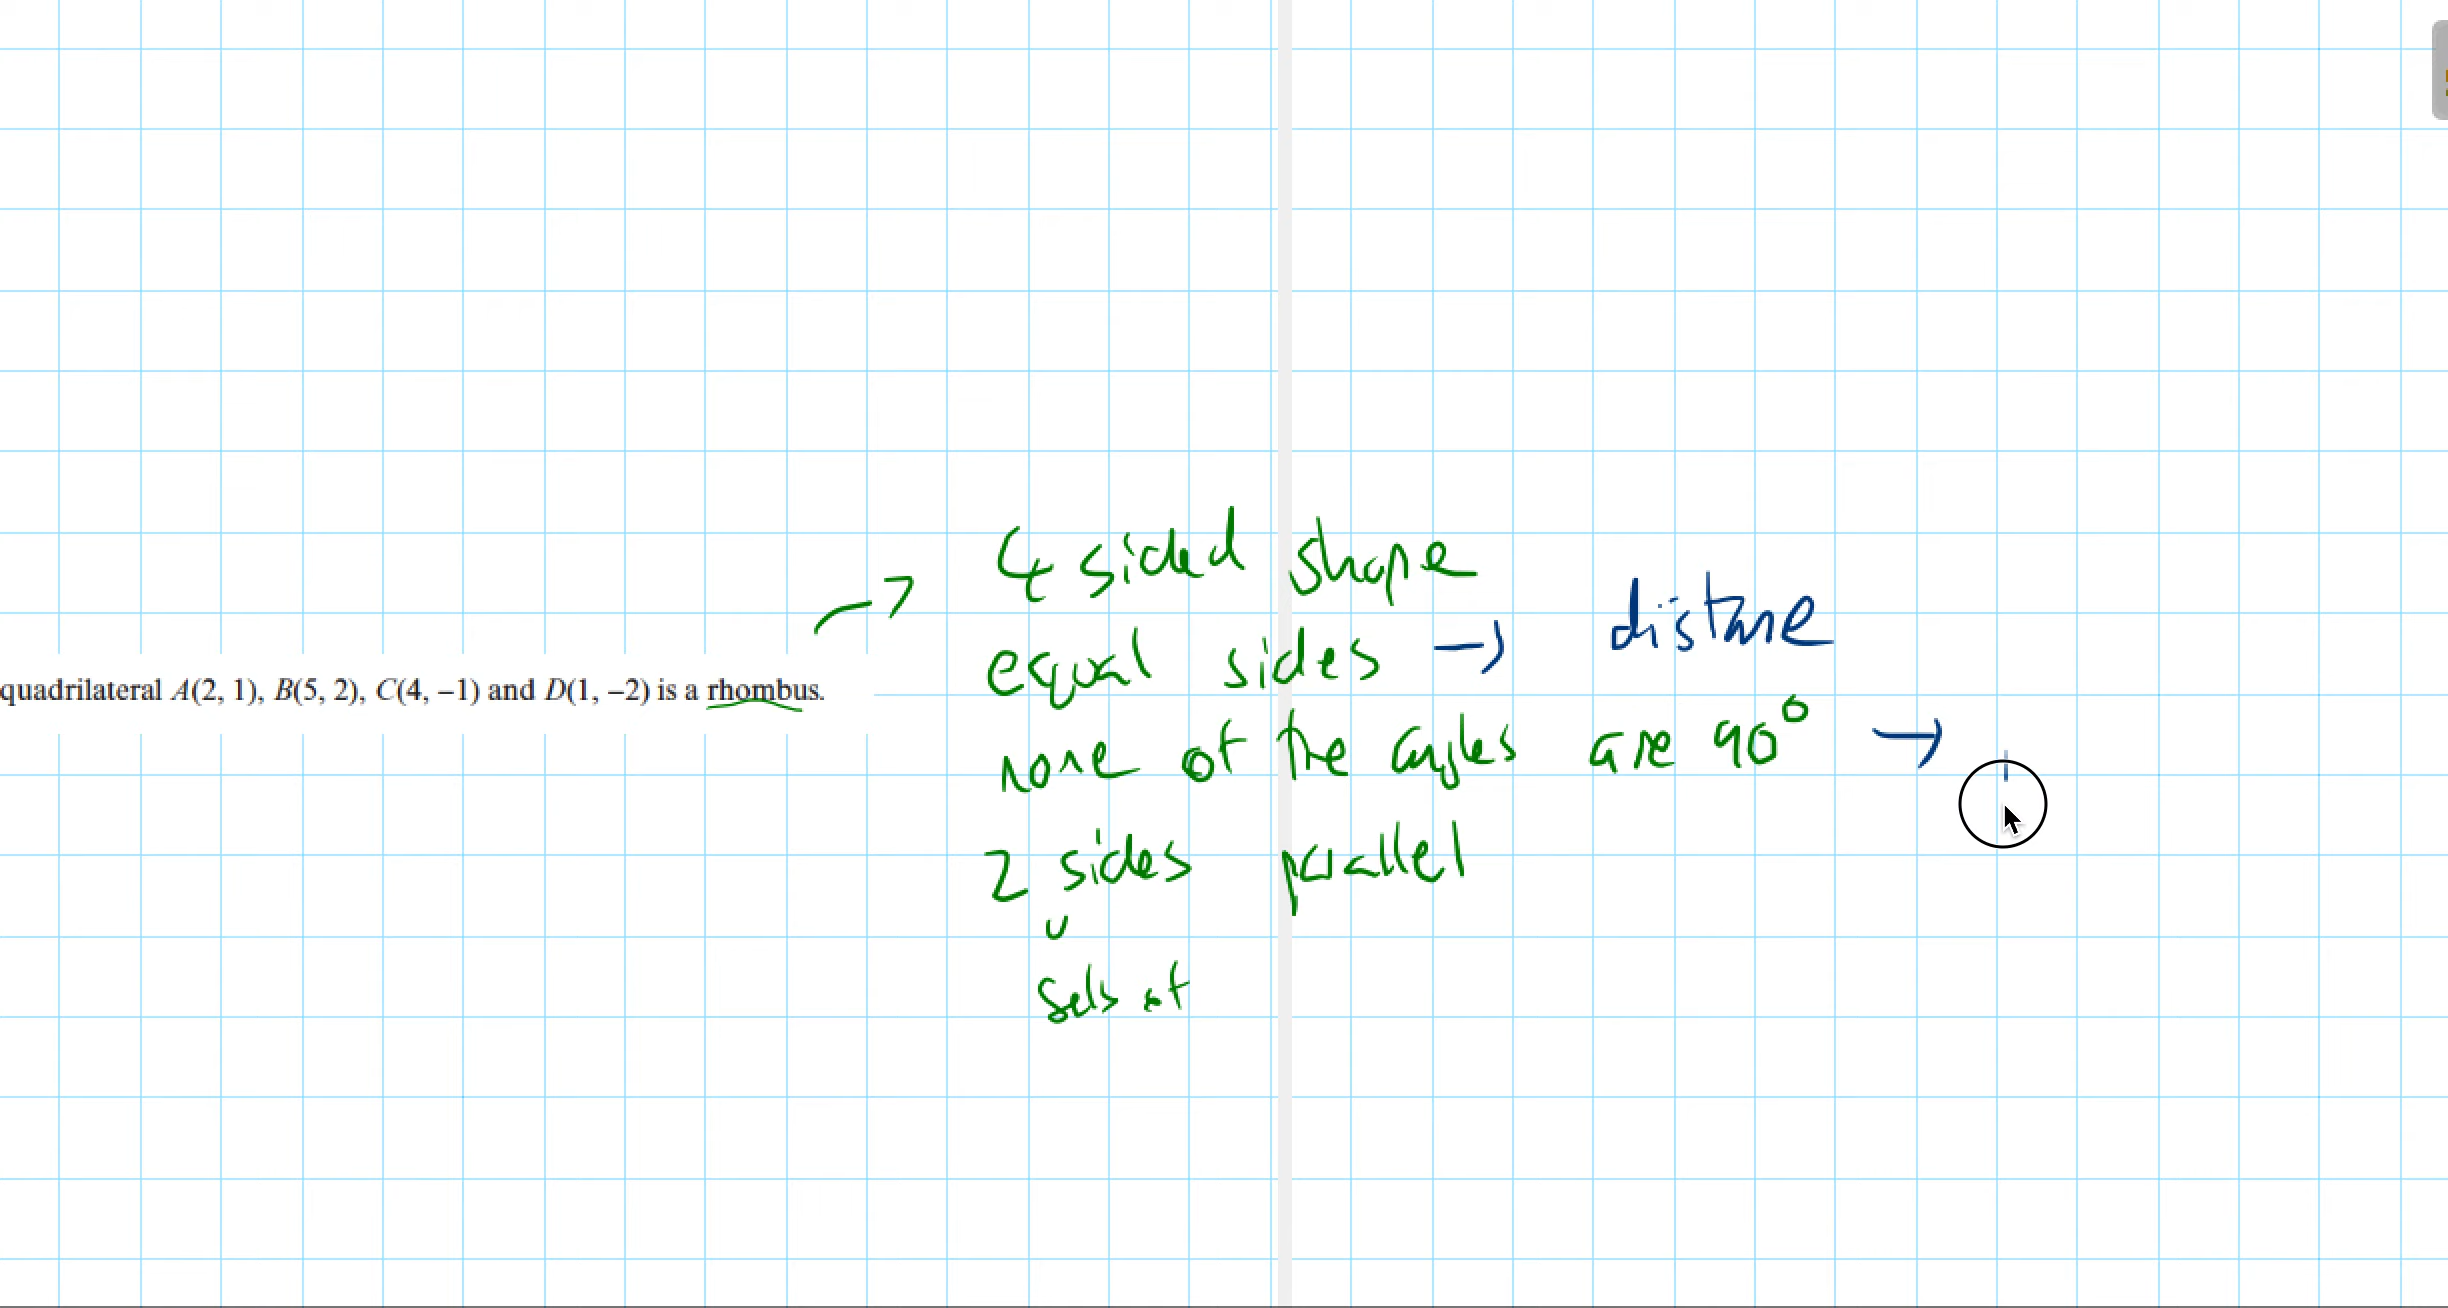 quadrilateral A(2, 1), B(5, 2), C(4, –1) and D(1, –2) is a rhombus.
4 sided shape
equal sides → distane
none of the angles are 90° →
2 sides parallel
sets of